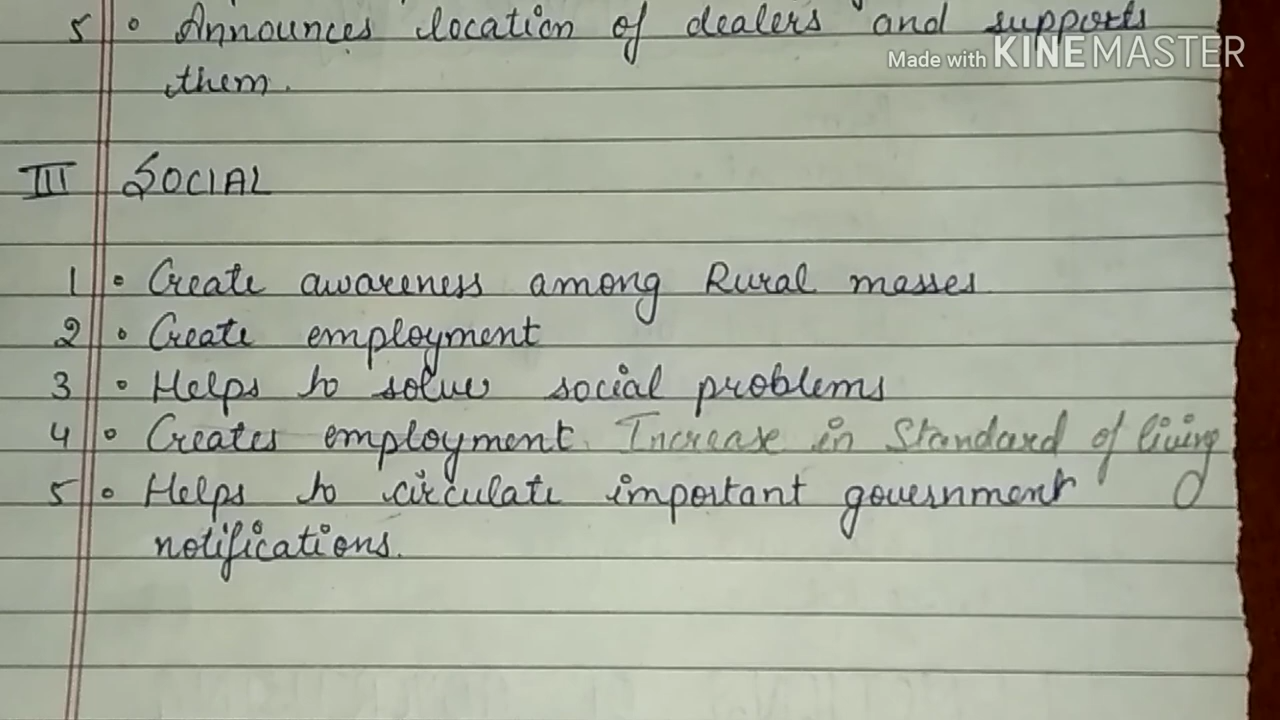 5 • Announces location of dealers and supports
Made with KINEMASTER
them.
III SOCIAL
1 • Create awareness among Rural masses
2 • Create employment
3 • Helps to solve social problems
4 • Creates employment. Increase in Standard of living
5 • Helps to circulate important government
notifications.